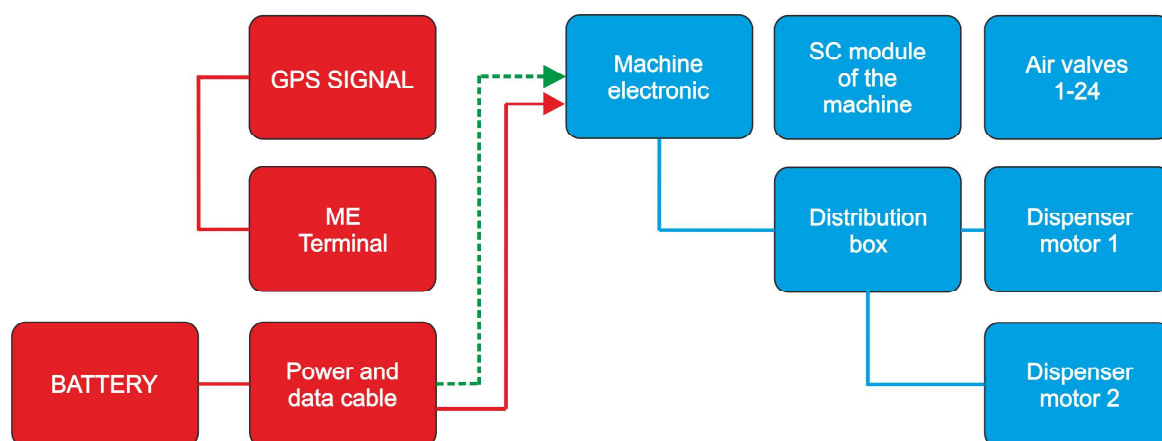 GPS SIGNAL
Machine
electronic
SC module
of the
machine
Air valves
1-24
ME
Terminal
Distribution
box
Dispenser
motor 1
BATTERY
Power and
data cable
Dispenser
motor 2